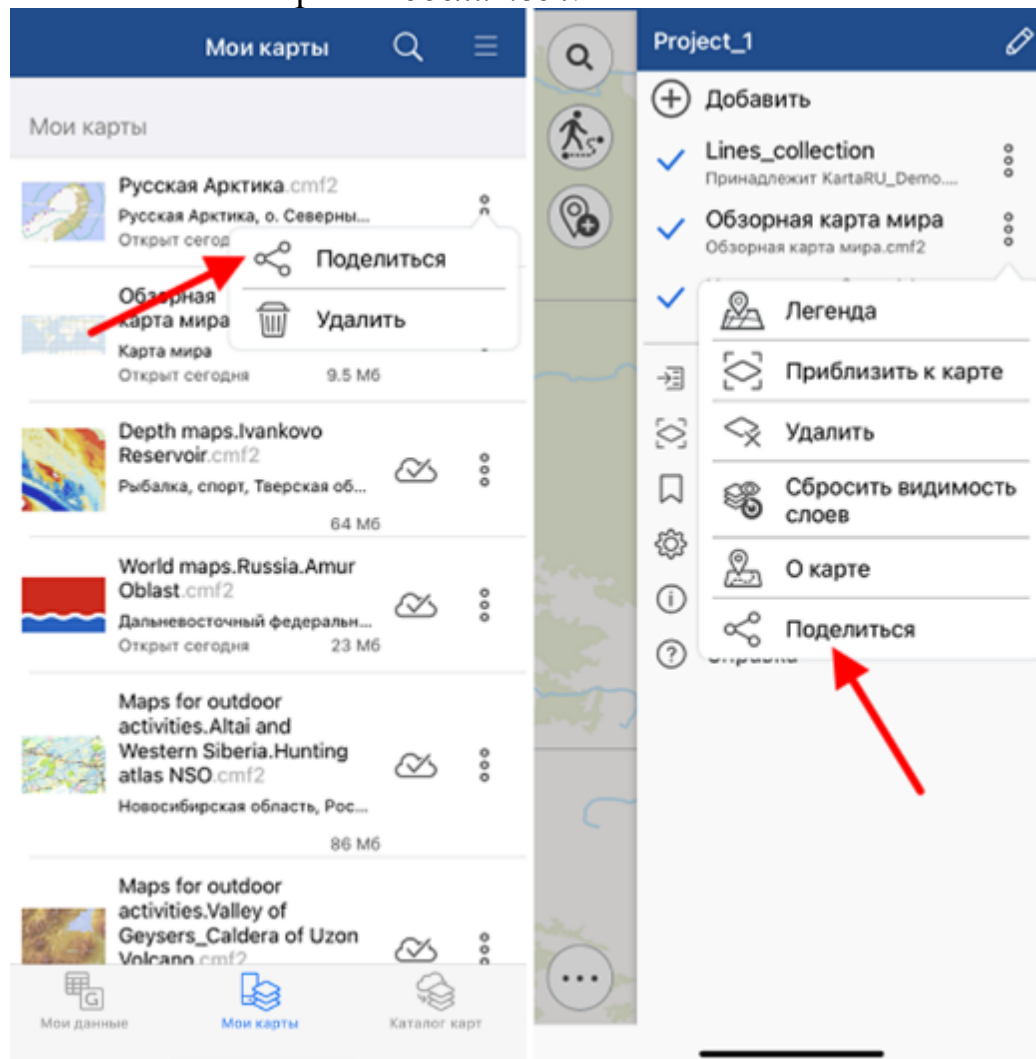 Мои карты
Мои карты
Русская Арктика.cmf2
Русская Арктика, о. Северны...
Открыт сегод
Поделиться
Удалить
Обзорная
карта мира
Карта мира
Открыт сегодня 9.5 Мб
Depth maps.Ivankovo
Reservoir.cmf2
Рыбалка, спорт, Тверская об...
64 Мб
World maps.Russia.Amur
Oblast.cmf2
Дальневосточный федеральн...
Открыт сегодня 23 Мб
Maps for outdoor
activities.Altai and
Western Siberia.Hunting
atlas NSO.cmf2
Новосибирская область, Рос...
86 Мб
Maps for outdoor
activities.Valley of
Geysers_Caldera of Uzon
Volcano.cmf2
Мои данные
Мои карты
Каталог карт
Project_1
Добавить
Lines_collection
Принадлежит KartaRU_Demo....
Обзорная карта мира
Обзорная карта мира.cmf2
Легенда
Приблизить к карте
Удалить
Сбросить видимость
слоев
О карте
Поделиться